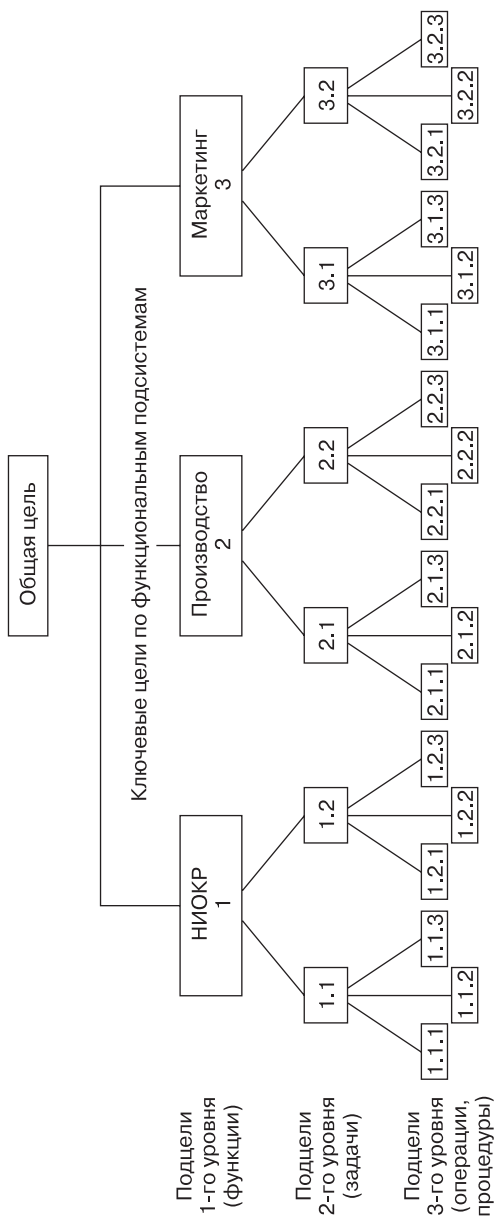 Общая цель
Ключевые цели по функциональным подсистемам
Подцели
1-го уровня
(функции)
НИОКР
1
Производство
2
Маркетинг
3
Подцели
2-го уровня
(задачи)
1.1
1.2
2.1
2.2
3.1
3.2
Подцели
3-го уровня
(операции,
процедуры)
1.1.1
1.1.2
1.1.3
1.2.1
1.2.2
1.2.3
2.1.1
2.1.2
2.1.3
2.2.1
2.2.2
2.2.3
3.1.1
3.1.2
3.1.3
3.2.1
3.2.2
3.2.3